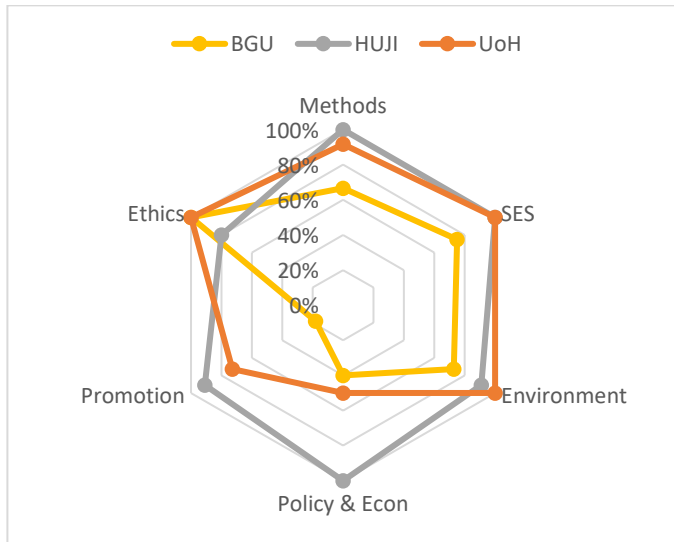 BGU HUJI UoH
Methods
100%
80%
60%
40%
20%
0%
SES
Environment
Policy & Econ
Promotion
Ethics